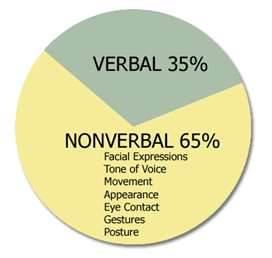 VERBAL 35%
NONVERBAL 65%
Facial Expressions
Tone of Voice
Movement
Appearance
Eye Contact
Gestures
Posture